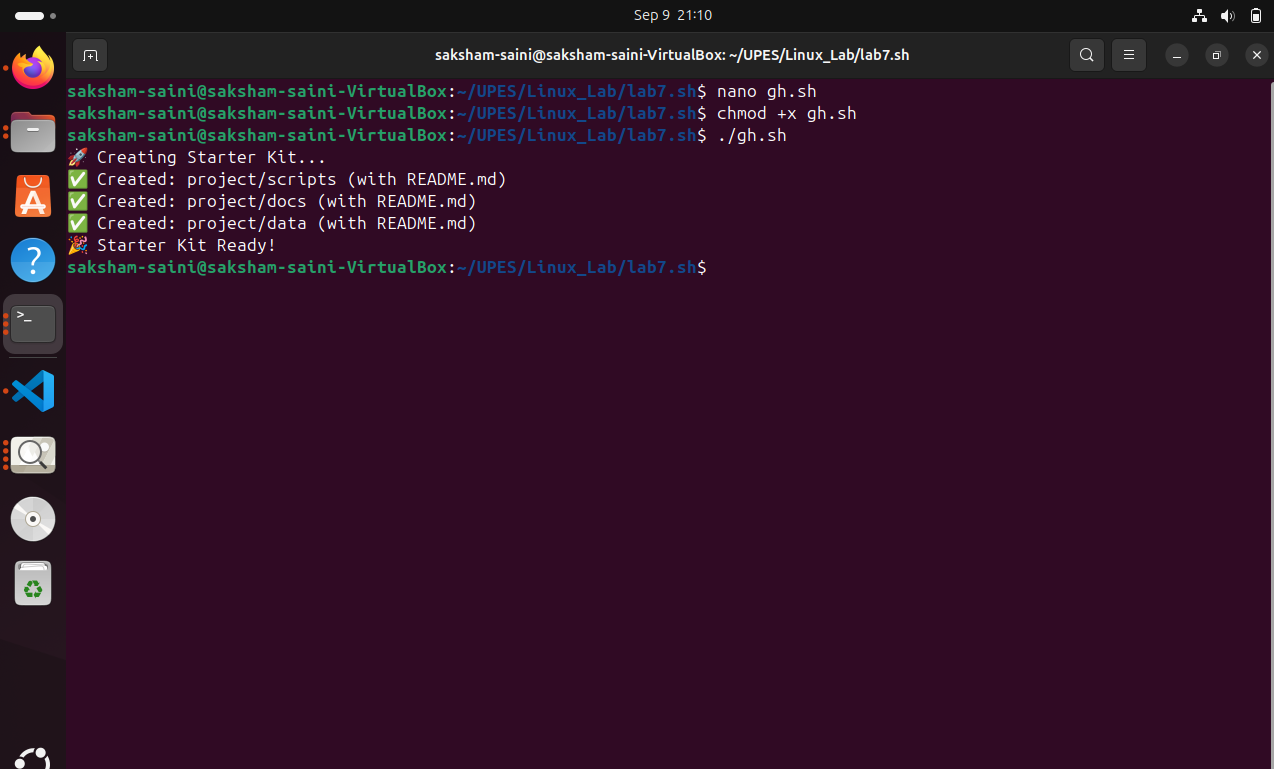 Sep 9 21:10
saksham-saini@saksham-saini-VirtualBox: ~/UPES/Linux_Lab/lab7.sh
saksham-saini@saksham-saini-VirtualBox:~/UPES/Linux_Lab/lab7.sh$ nano gh.sh
saksham-saini@saksham-saini-VirtualBox:~/UPES/Linux_Lab/lab7.sh$ chmod +x gh.sh
saksham-saini@saksham-saini-VirtualBox:~/UPES/Linux_Lab/lab7.sh$ ./gh.sh
🚀 Creating Starter Kit...
✅ Created: project/scripts (with README.md)
✅ Created: project/docs (with README.md)
✅ Created: project/data (with README.md)
🎉 Starter Kit Ready!
saksham-saini@saksham-saini-VirtualBox:~/UPES/Linux_Lab/lab7.sh$